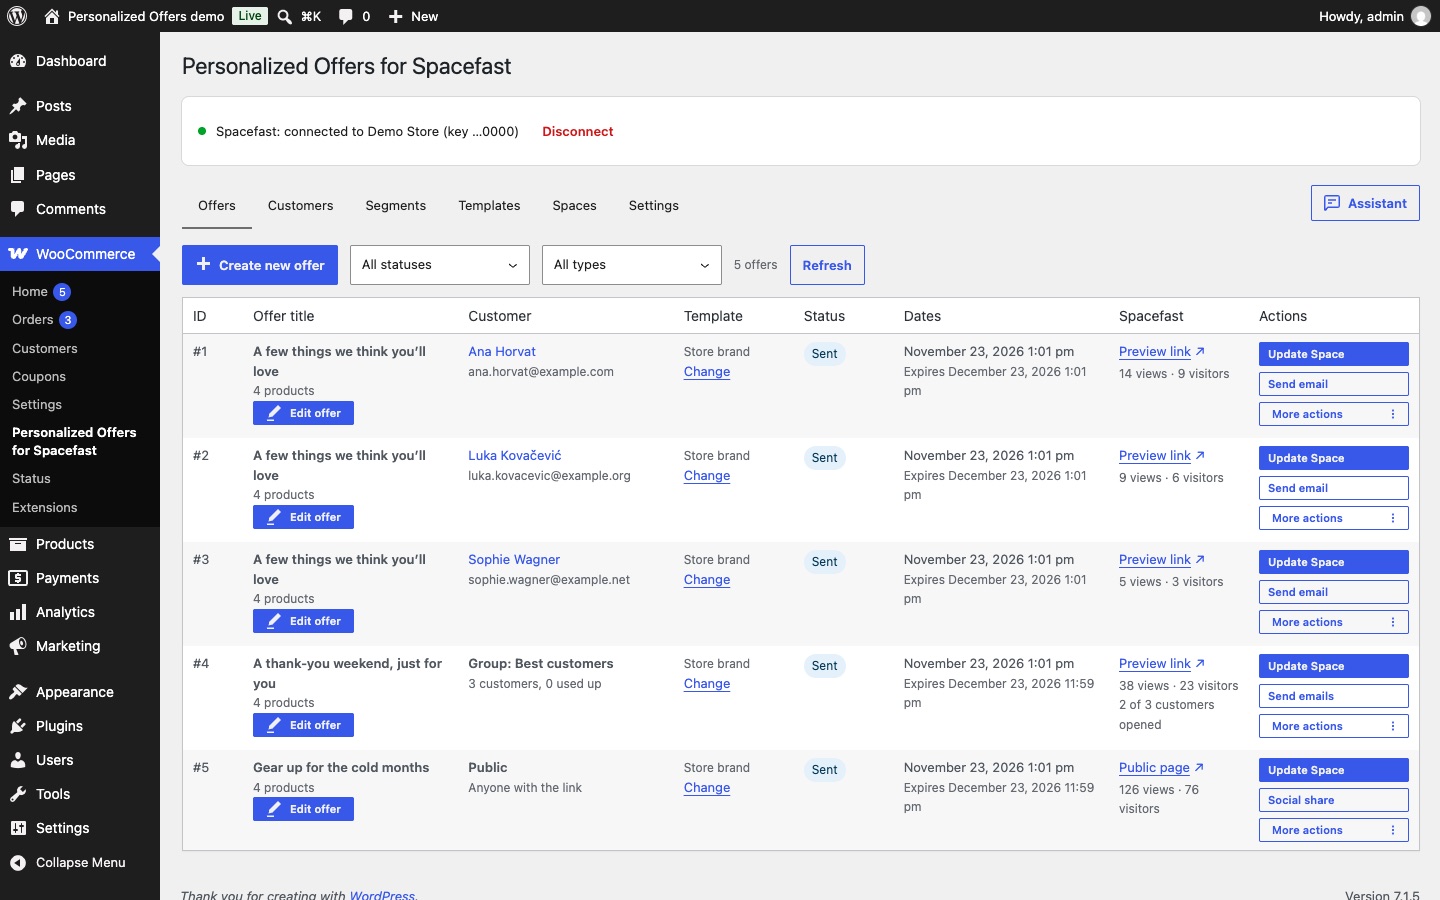 Personalized Offers demo Live ⌘K 0 New Howdy, admin
Dashboard
Posts
Media
Pages
Comments
WooCommerce
Home 5
Orders 3
Customers
Coupons
Settings
Personalized Offers
for Spacefast
Status
Extensions
Products
Payments
Analytics
Marketing
Appearance
Plugins
Users
Tools
Settings
Collapse Menu
Personalized Offers for Spacefast
Spacefast: connected to Demo Store (key ...0000) Disconnect
Offers Customers Segments Templates Spaces Settings
Assistant
Create new offer All statuses All types 5 offers Refresh
ID Offer title Customer Template Status Dates Spacefast Actions
#1
A few things we think you’ll
love
4 products
Edit offer
Ana Horvat
ana.horvat@example.com
Store brand
Change
Sent
November 23, 2026 1:01 pm
Expires December 23, 2026 1:01
pm
Preview link
14 views · 9 visitors
Update Space
Send email
More actions
#2
A few things we think you’ll
love
4 products
Edit offer
Luka Kovačević
luka.kovacevic@example.org
Store brand
Change
Sent
November 23, 2026 1:01 pm
Expires December 23, 2026 1:01
pm
Preview link
9 views · 6 visitors
Update Space
Send email
More actions
#3
A few things we think you’ll
love
4 products
Edit offer
Sophie Wagner
sophie.wagner@example.net
Store brand
Change
Sent
November 23, 2026 1:01 pm
Expires December 23, 2026 1:01
pm
Preview link
5 views · 3 visitors
Update Space
Send email
More actions
#4
A thank-you weekend, just for
you
4 products
Edit offer
Group: Best customers
3 customers, 0 used up
Store brand
Change
Sent
November 23, 2026 1:01 pm
Expires December 23, 2026 11:59
pm
Preview link
38 views · 23 visitors
2 of 3 customers
opened
Update Space
Send emails
More actions
#5
Gear up for the cold months
4 products
Edit offer
Public
Anyone with the link
Store brand
Change
Sent
November 23, 2026 1:01 pm
Expires December 23, 2026 11:59
pm
Public page
126 views · 76
visitors
Update Space
Social share
More actions
Thank you for creating with WordPress.
Version 7.1.5